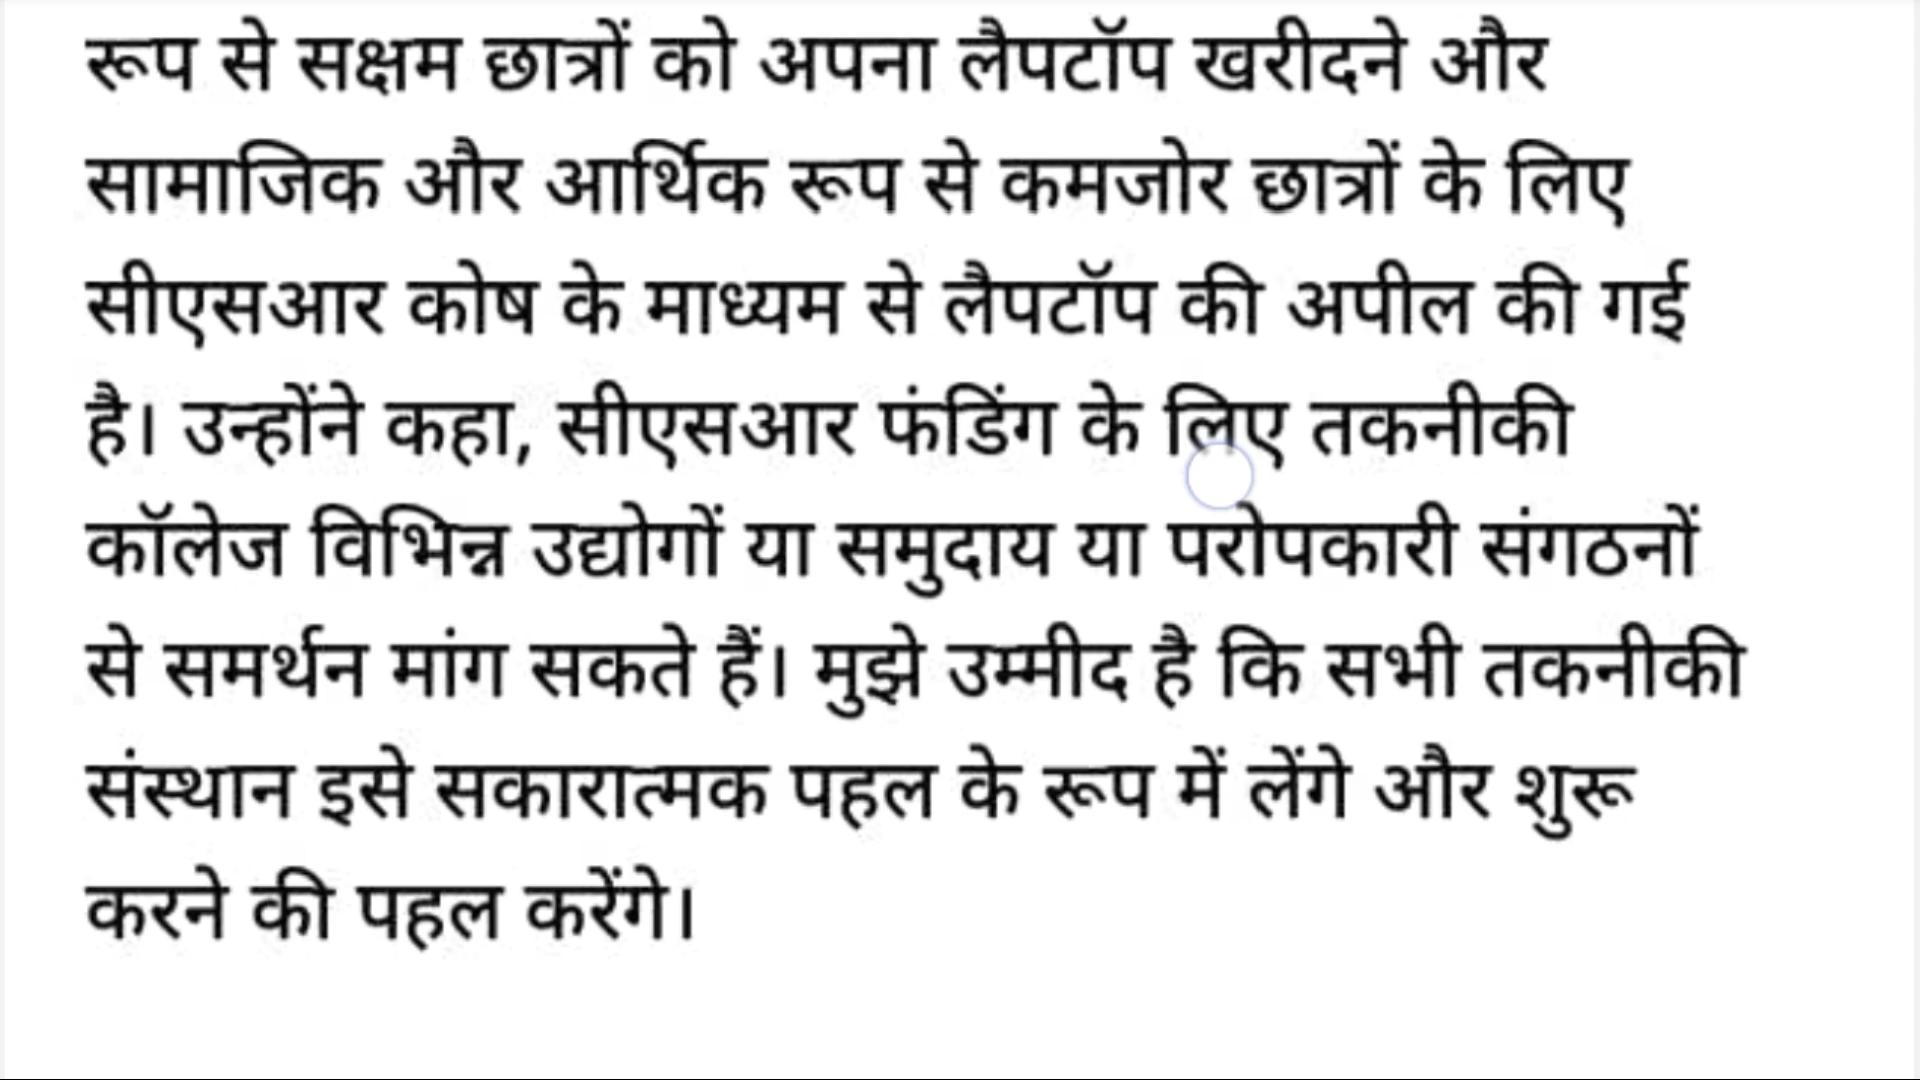 रूप से सक्षम छात्रों को अपना लैपटॉप खरीदने और
सामाजिक और आर्थिक रूप से कमजोर छात्रों के लिए
सीएसआर कोष के माध्यम से लैपटॉप की अपील की गई
है। उन्होंने कहा, सीएसआर फंडिंग के लिए तकनीकी
कॉलेज विभिन्न उद्योगों या समुदाय या परोपकारी संगठनों
से समर्थन मांग सकते हैं। मुझे उम्मीद है कि सभी तकनीकी
संस्थान इसे सकारात्मक पहल के रूप में लेंगे और शुरू
करने की पहल करेंगे।